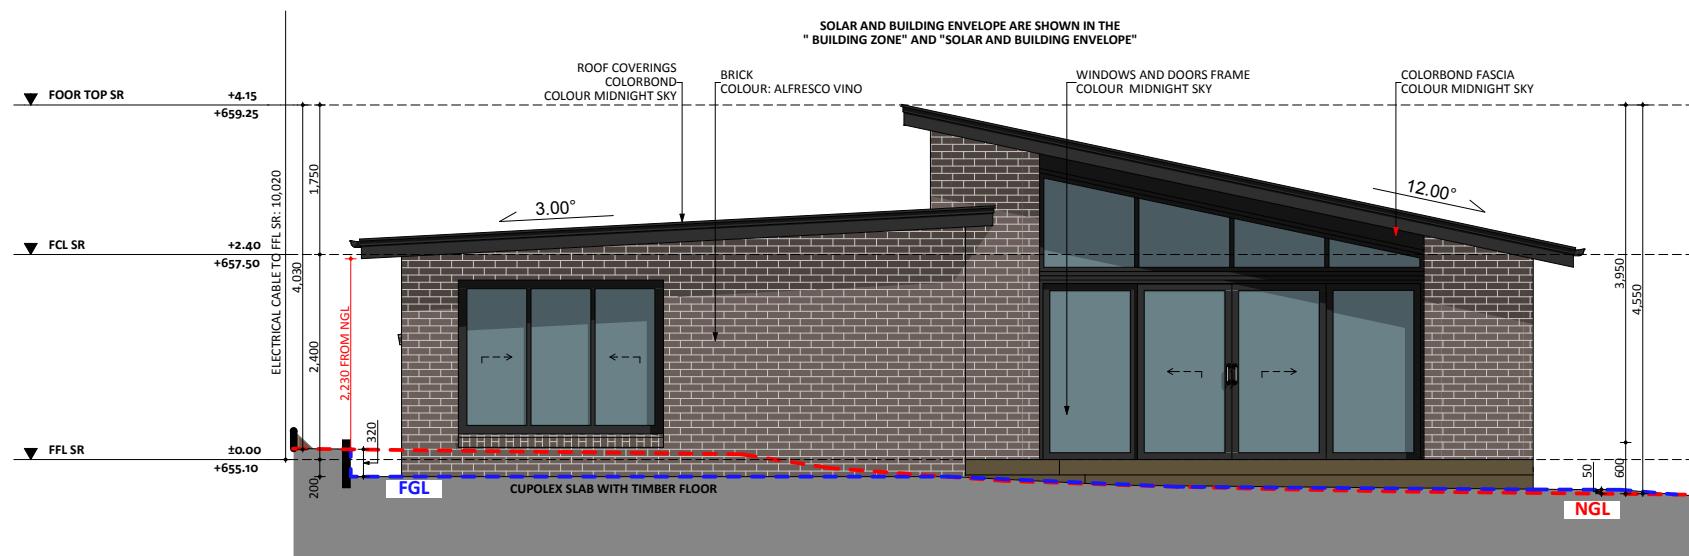 SOLAR AND BUILDING ENVELOPE ARE SHOWN IN THE
" BUILDING ZONE" AND "SOLAR AND BUILDING ENVELOPE"
ROOF COVERINGS
COLORBOND
COLOUR MIDNIGHT SKY
BRICK
COLOUR: ALFRESCO VINO
WINDOWS AND DOORS FRAME
COLOUR MIDNIGHT SKY
COLORBOND FASCIA
COLOUR MIDNIGHT SKY
FOOR TOP SR
+4.15
+659.25
FCL SR
+2.40
+657.50
FFL SR
±0.00
+655.10
ELECTRICAL CABLE TO FFL SR: 10,020
4,030
1,750
2,400
200
2,230 FROM NGL
320
3.00°
12.00°
3,950
4,550
50
600
FGL
CUPOLEX SLAB WITH TIMBER FLOOR
NGL